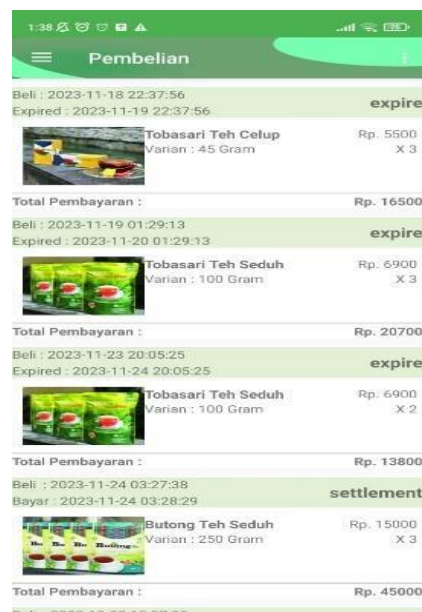 1:38
Pembelian
Beli : 2023-11-18 22:37:56
Expired : 2023-11-19 22:37:56
expire
Tobasari Teh Celup
Rp. 5500
Varian : 45 Gram
X 3
Total Pembayaran :
Rp. 16500
Beli : 2023-11-19 01:29:13
Expired : 2023-11-20 01:29:13
expire
Tobasari Teh Seduh
Rp. 6900
Varian : 100 Gram
X 3
Total Pembayaran :
Rp. 20700
Beli : 2023-11-23 20:05:25
Expired : 2023-11-24 20:05:25
expire
Tobasari Teh Seduh
Rp. 6900
Varian : 100 Gram
X 2
Total Pembayaran :
Rp. 13800
Beli : 2023-11-24 03:27:38
Bayar : 2023-11-24 03:28:29
settlement
Butong Teh Seduh
Rp. 15000
Varian : 250 Gram
X 3
Total Pembayaran :
Rp. 45000